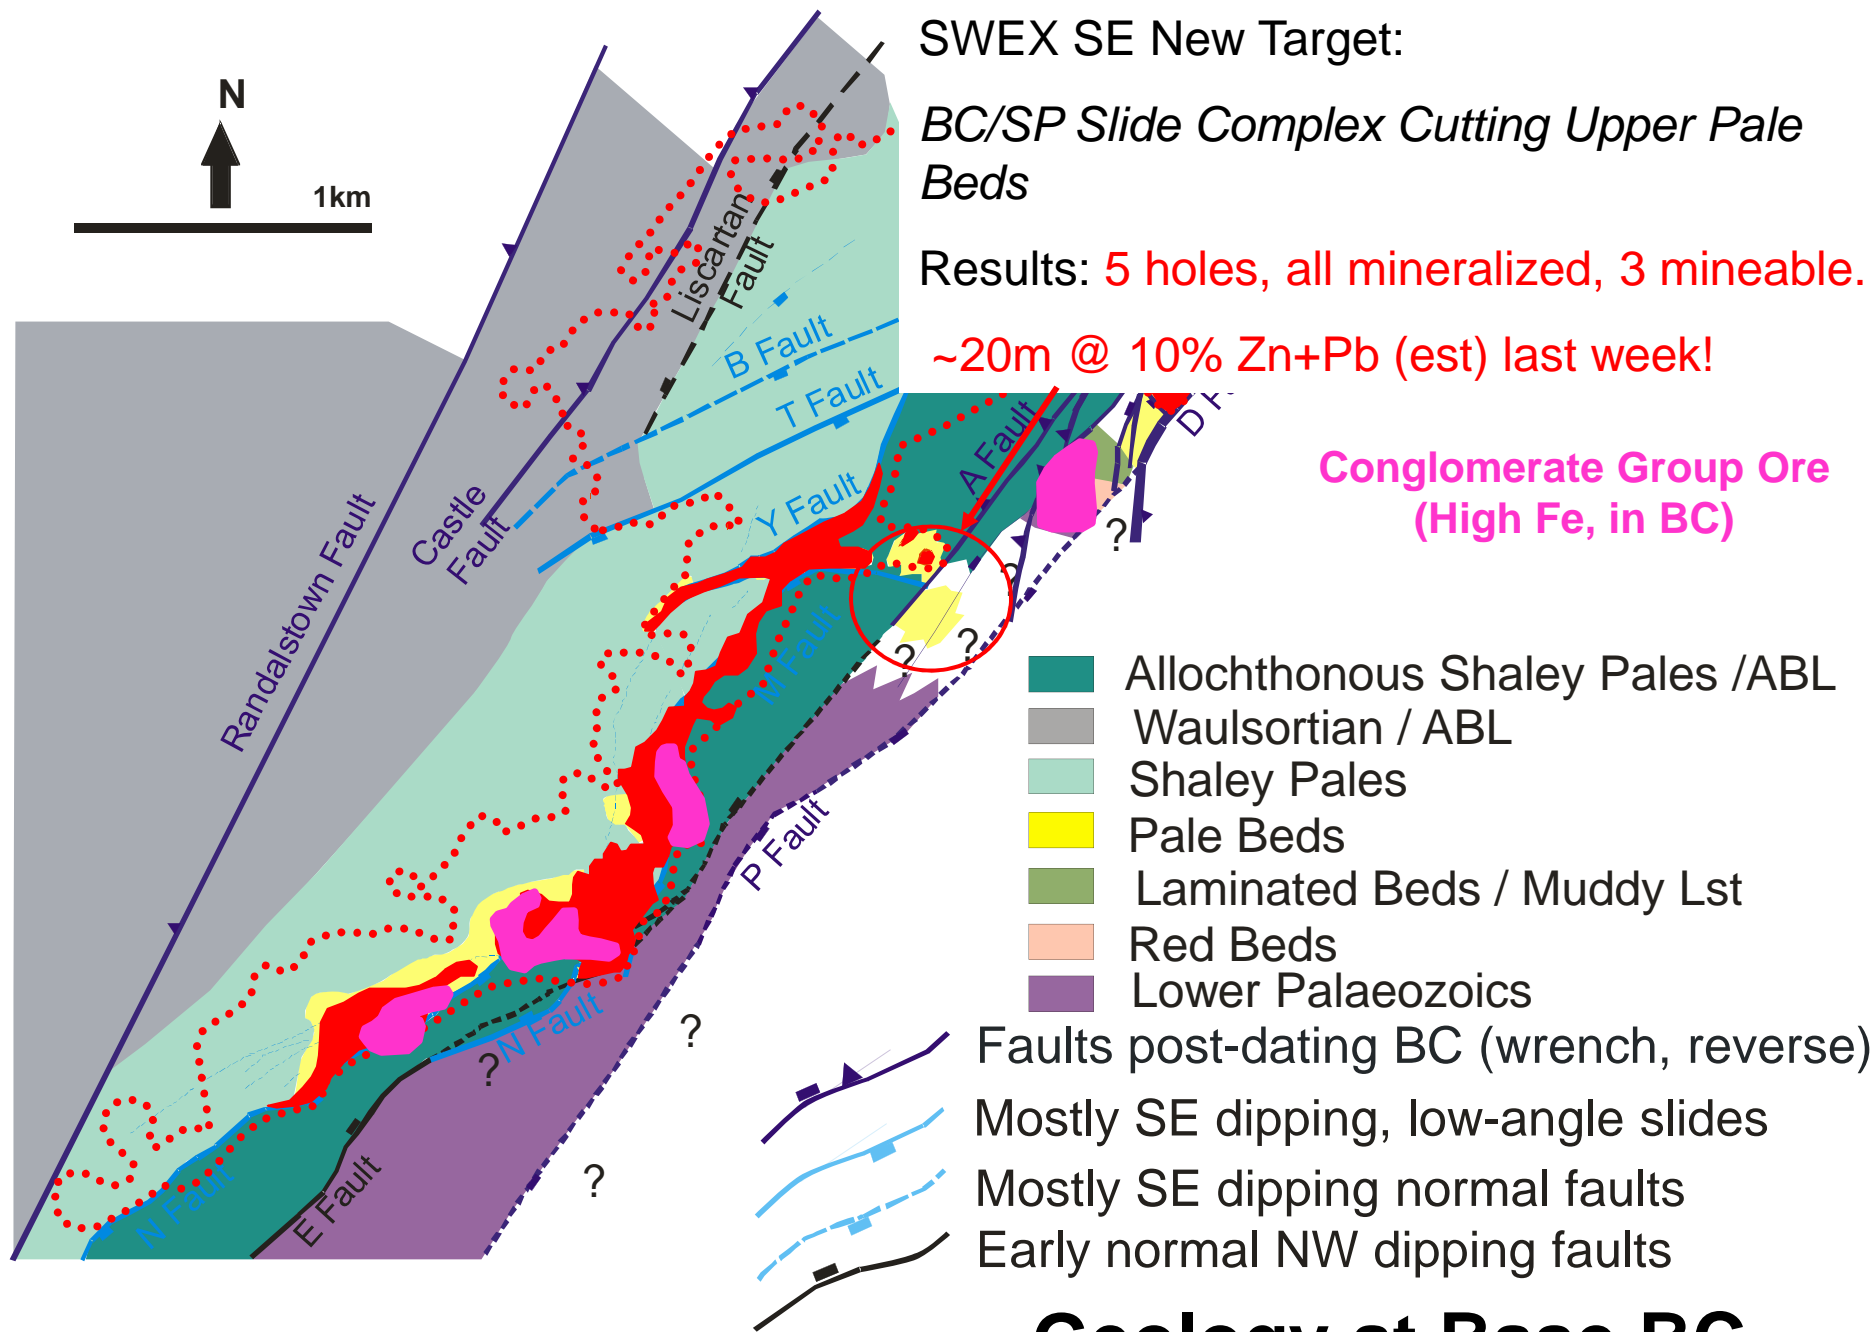 SWEX SE New Target:
BC/SP Slide Complex Cutting Upper Pale
Beds
Results: 5 holes, all mineralized, 3 mineable.
~20m @ 10% Zn+Pb (est) last week!
N
1km
Liscartan
Fault
B Fault
T Fault
Castle
Fault
Randalstown Fault
Y Fault
A Fault
D F
Conglomerate Group Ore
(High Fe, in BC)
?
?
?
?
M Fault
P Fault
N Fault
?
?
?
N Fault
E Fault
Allochthonous Shaley Pales /ABL
Waulsortian / ABL
Shaley Pales
Pale Beds
Laminated Beds / Muddy Lst
Red Beds
Lower Palaeozoics
Faults post-dating BC (wrench, reverse)
Mostly SE dipping, low-angle slides
Mostly SE dipping normal faults
Early normal NW dipping faults
Geology at Base BC